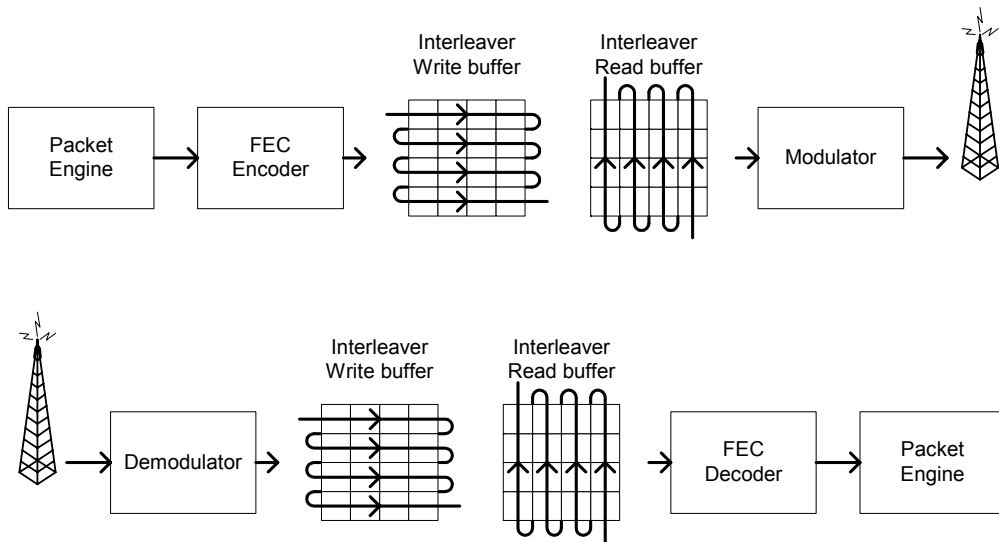 Interleaver
Write buffer
Interleaver
Read buffer
Packet
Engine
FEC
Encoder
Modulator
Interleaver
Write buffer
Interleaver
Read buffer
Demodulator
FEC
Decoder
Packet
Engine